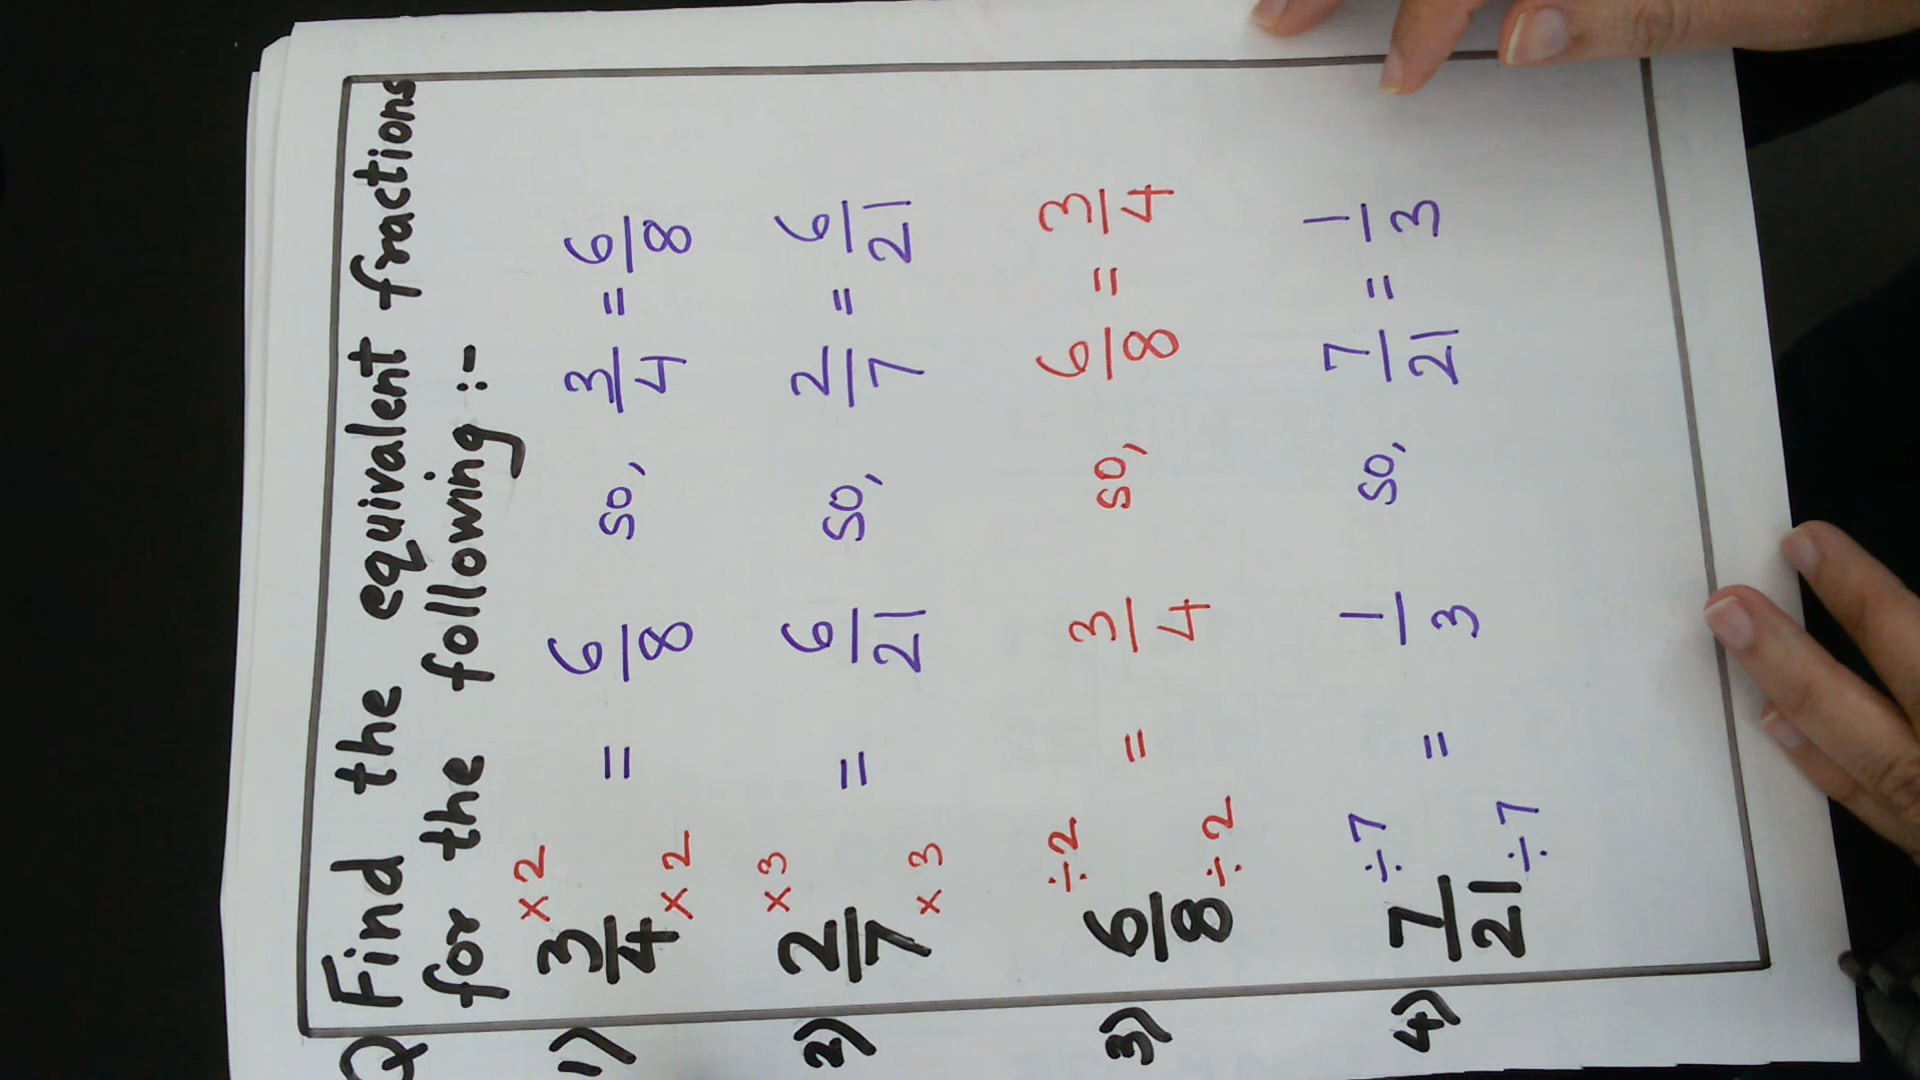 Q) Find the equivalent fractions
for the following :-
1) 3/4 ×2 ×2 = 6/8 so, 3/4 = 6/8
2) 2/7 ×3 ×3 = 6/21 so, 2/7 = 6/21
3) 6/8 ÷2 ÷2 = 3/4 so, 6/8 = 3/4
4) 7/21 ÷7 ÷7 = 1/3 so, 7/21 = 1/3